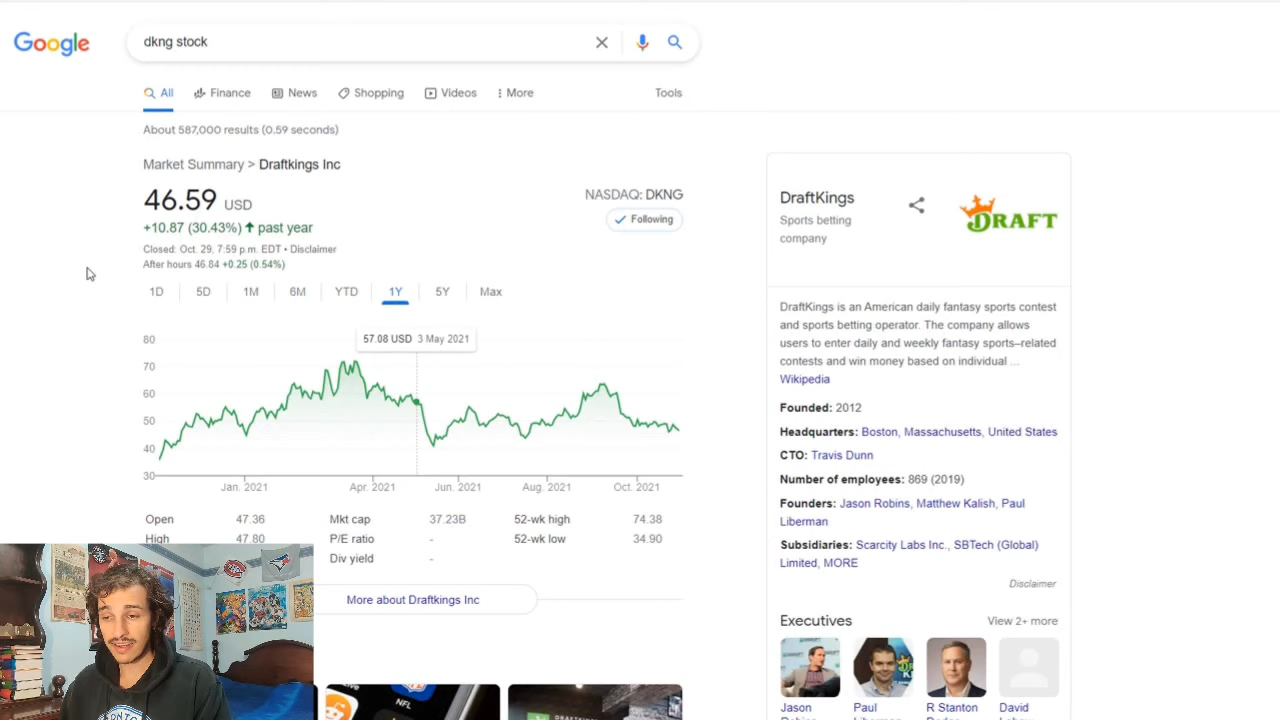 Google
dkng stock
All
Finance
News
Shopping
Videos
More
Tools
About 587,000 results (0.59 seconds)
Market Summary > Draftkings Inc
46.59 USD
+10.87 (30.43%) past year
Closed: Oct. 29, 7:59 p.m. EDT • Disclaimer
After hours 46.84 +0.25 (0.54%)
NASDAQ: DKNG
Following
1D
5D
1M
6M
YTD
1Y
5Y
Max
57.08 USD 3 May 2021
80
70
60
50
40
30
Jan. 2021
Apr. 2021
Jun. 2021
Aug. 2021
Oct. 2021
Open 47.36
High 47.80
Mkt cap 37.23B
P/E ratio -
Div yield -
52-wk high 74.38
52-wk low 34.90
More about Draftkings Inc
NFL
DraftKings
Sports betting
company
DRAFT
DraftKings is an American daily fantasy sports contest
and sports betting operator. The company allows
users to enter daily and weekly fantasy sports–related
contests and win money based on individual ...
Wikipedia
Founded: 2012
Headquarters: Boston, Massachusetts, United States
CTO: Travis Dunn
Number of employees: 869 (2019)
Founders: Jason Robins, Matthew Kalish, Paul
Liberman
Subsidiaries: Scarcity Labs Inc., SBTech (Global)
Limited, MORE
Disclaimer
Executives
View 2+ more
Jason
Paul
R Stanton
David